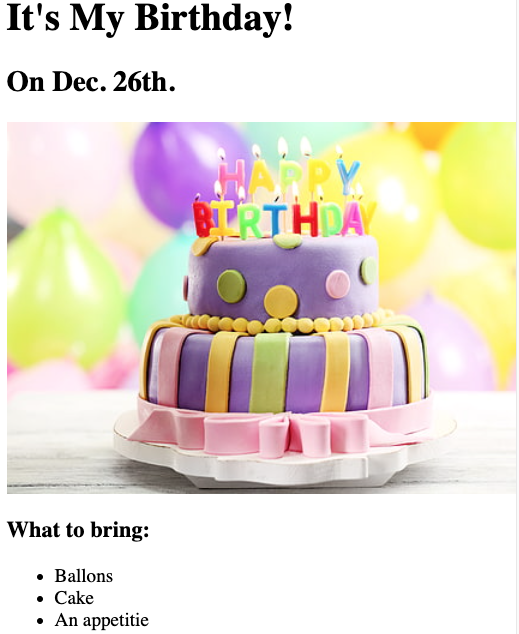 It's My Birthday!
On Dec. 26th.
HAPPY
BIRTHDAY
What to bring:
Ballons
Cake
An appetitie